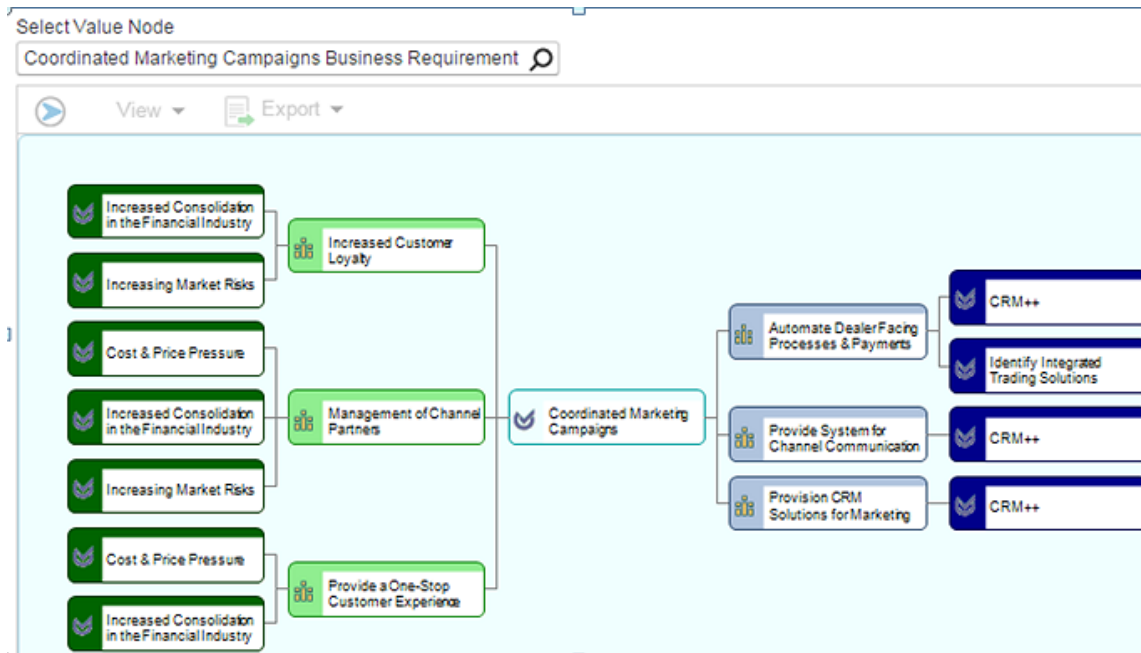 Select Value Node
Coordinated Marketing Campaigns Business Requirement
View
Export
Increased Consolidation
in the Financial Industry
Increasing Market Risks
Increased Customer
Loyalty
Cost & Price Pressure
Increased Consolidation
in the Financial Industry
Increasing Market Risks
Management of Channel
Partners
Cost & Price Pressure
Increased Consolidation
in the Financial Industry
Provide a One-Stop
Customer Experience
Coordinated Marketing
Campaigns
Automate Dealer Facing
Processes & Payments
Provide System for
Channel Communication
Provision CRM
Solutions for Marketing
CRM++
Identify Integrated
Trading Solutions
CRM++
CRM++